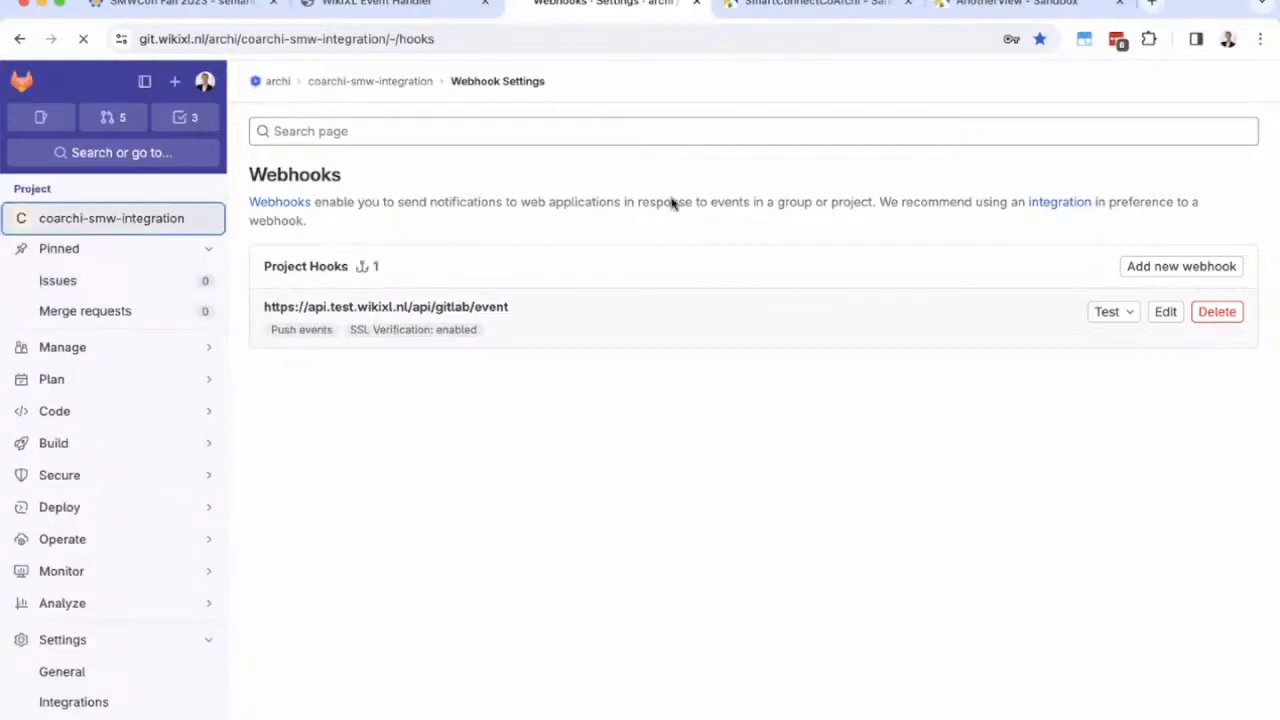 SMWCon Fall 2023 - semant
WikiXL Event Handler
Webhooks · Settings · archi
SmartConnectCoArchi - San
AnotherView - Sandbox
git.wikixl.nl/archi/coarchi-smw-integration/-/hooks
8
archi › coarchi-smw-integration › Webhook Settings
5
3
Search or go to...
Search page
Project
C coarchi-smw-integration
Pinned
Issues 0
Merge requests 0
Manage
Plan
Code
Build
Secure
Deploy
Operate
Monitor
Analyze
Settings
General
Integrations
Webhooks
Webhooks enable you to send notifications to web applications in response to events in a group or project. We recommend using an integration in preference to a
webhook.
Project Hooks 1
Add new webhook
https://api.test.wikixl.nl/api/gitlab/event
Push events SSL Verification: enabled
Test Edit Delete